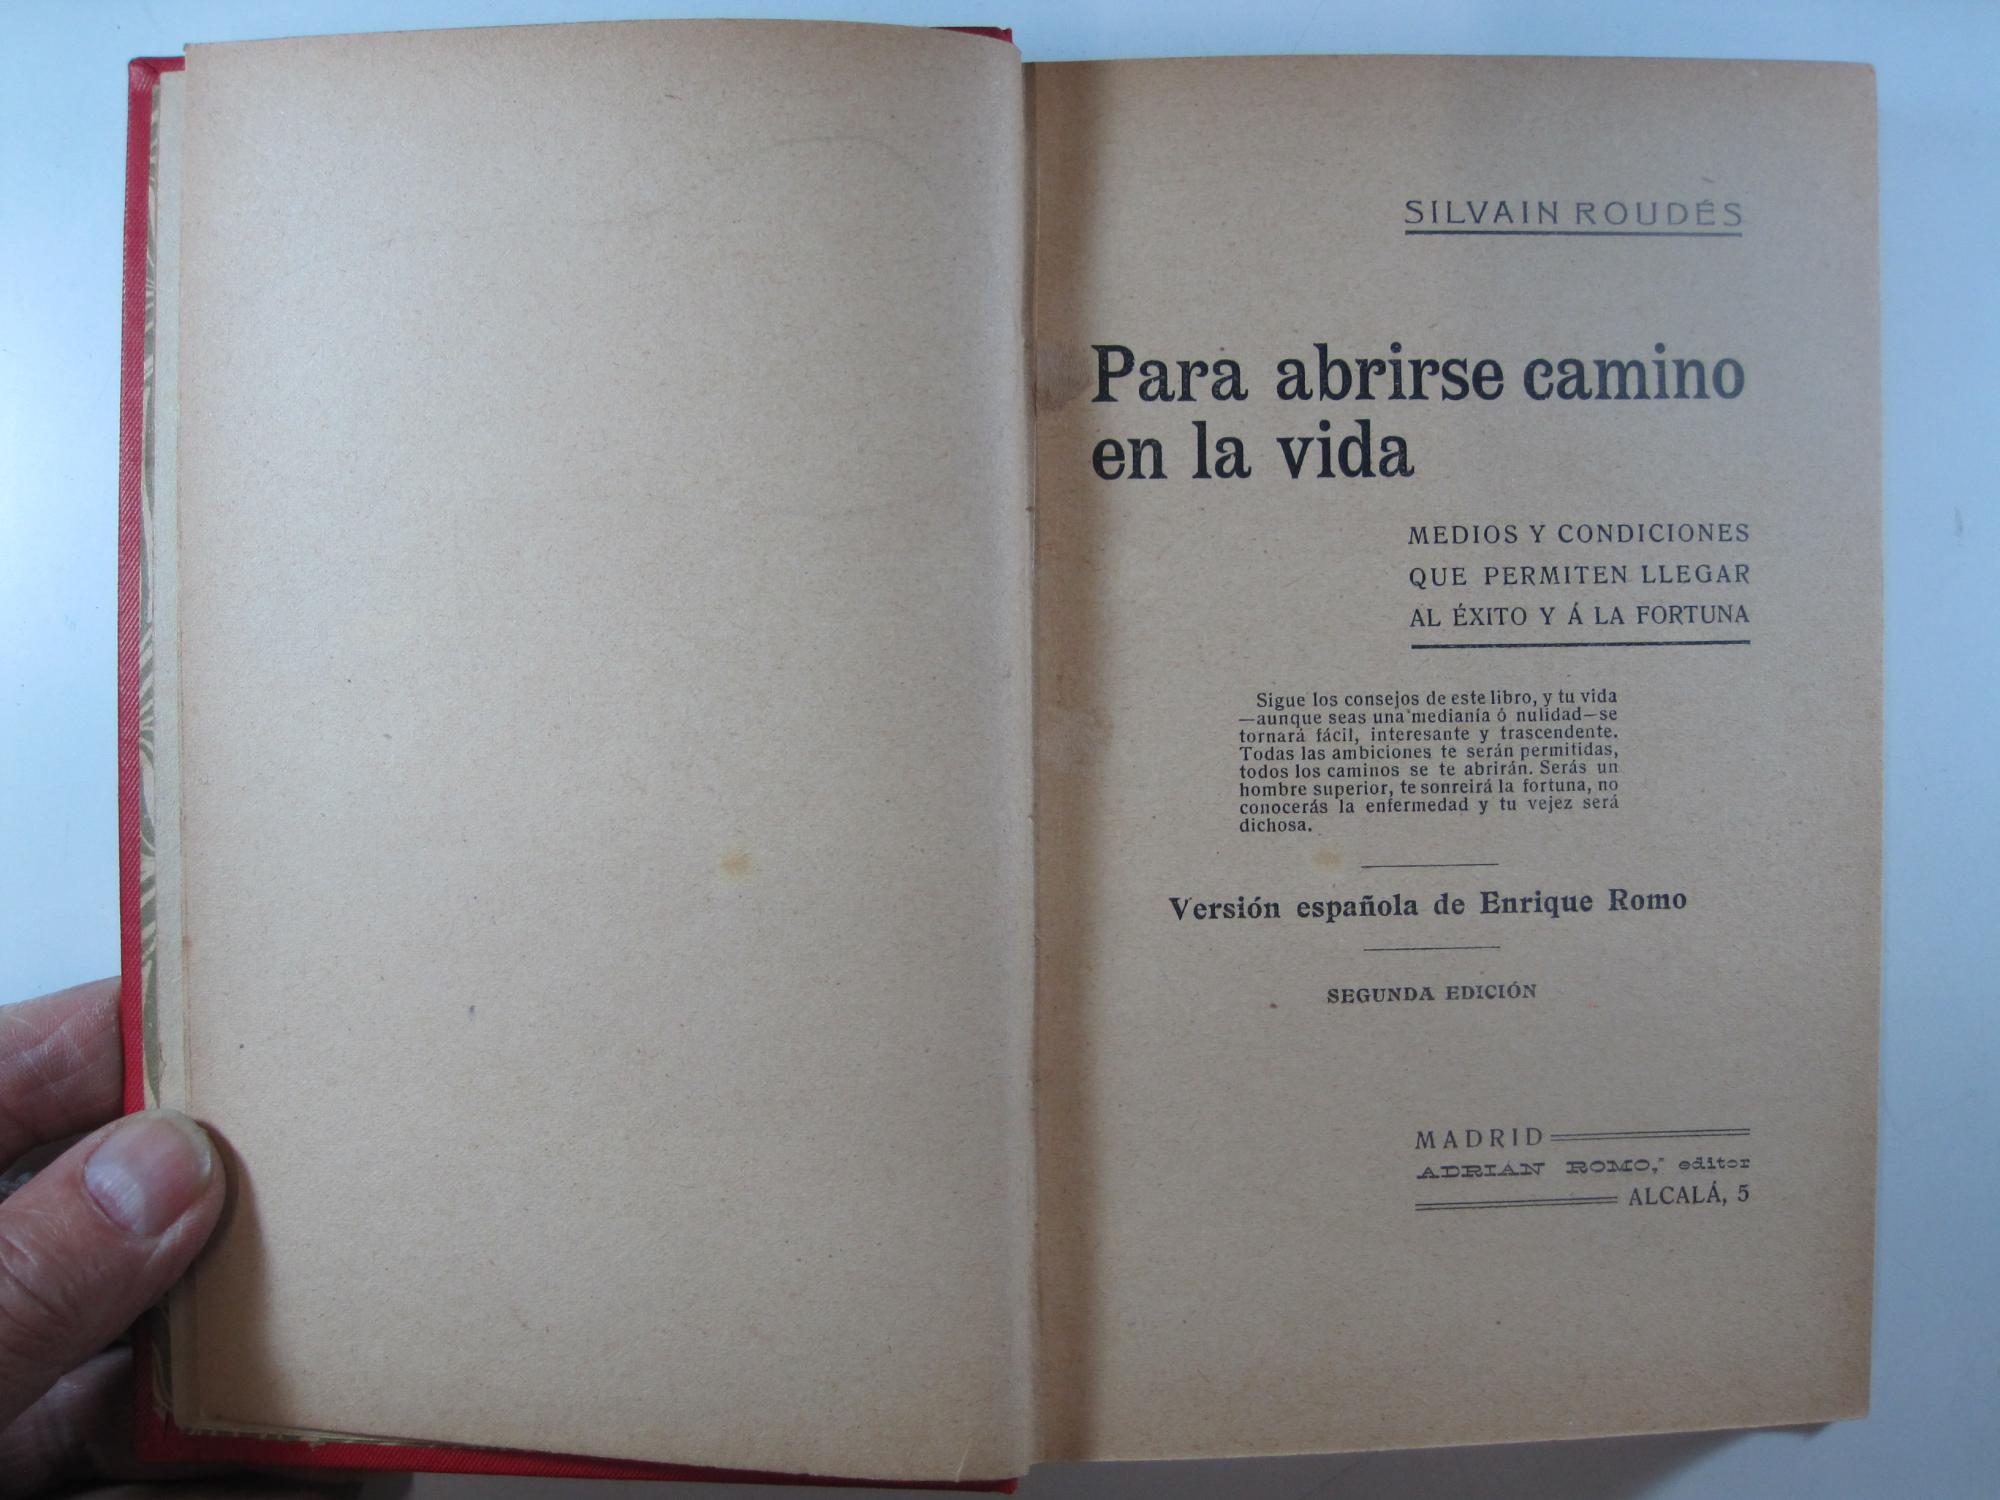 SILVAIN ROUDÉS
Para abrirse camino
en la vida
MEDIOS Y CONDICIONES
QUE PERMITEN LLEGAR
AL ÉXITO Y Á LA FORTUNA
Sigue los consejos de este libro, y tu vida
—aunque seas una medianía ó nulidad—se
tornará fácil, interesante y trascendente.
Todas las ambiciones te serán permitidas,
todos los caminos se te abrirán. Serás un
hombre superior, te sonreirá la fortuna, no
conocerás la enfermedad y tu vejez será
dichosa.
Versión española de Enrique Romo
SEGUNDA EDICIÓN
MADRID
ADRIÁN ROMO, editor
ALCALÁ, 5